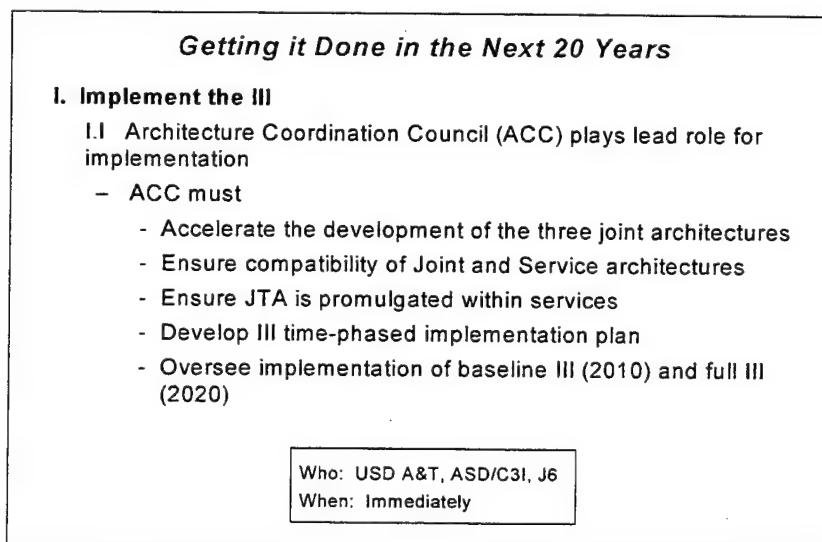 Getting it Done in the Next 20 Years
I. Implement the III
I.I Architecture Coordination Council (ACC) plays lead role for
implementation
– ACC must
- Accelerate the development of the three joint architectures
- Ensure compatibility of Joint and Service architectures
- Ensure JTA is promulgated within services
- Develop III time-phased implementation plan
- Oversee implementation of baseline III (2010) and full III
(2020)
Who: USD A&T, ASD/C3I, J6
When: Immediately